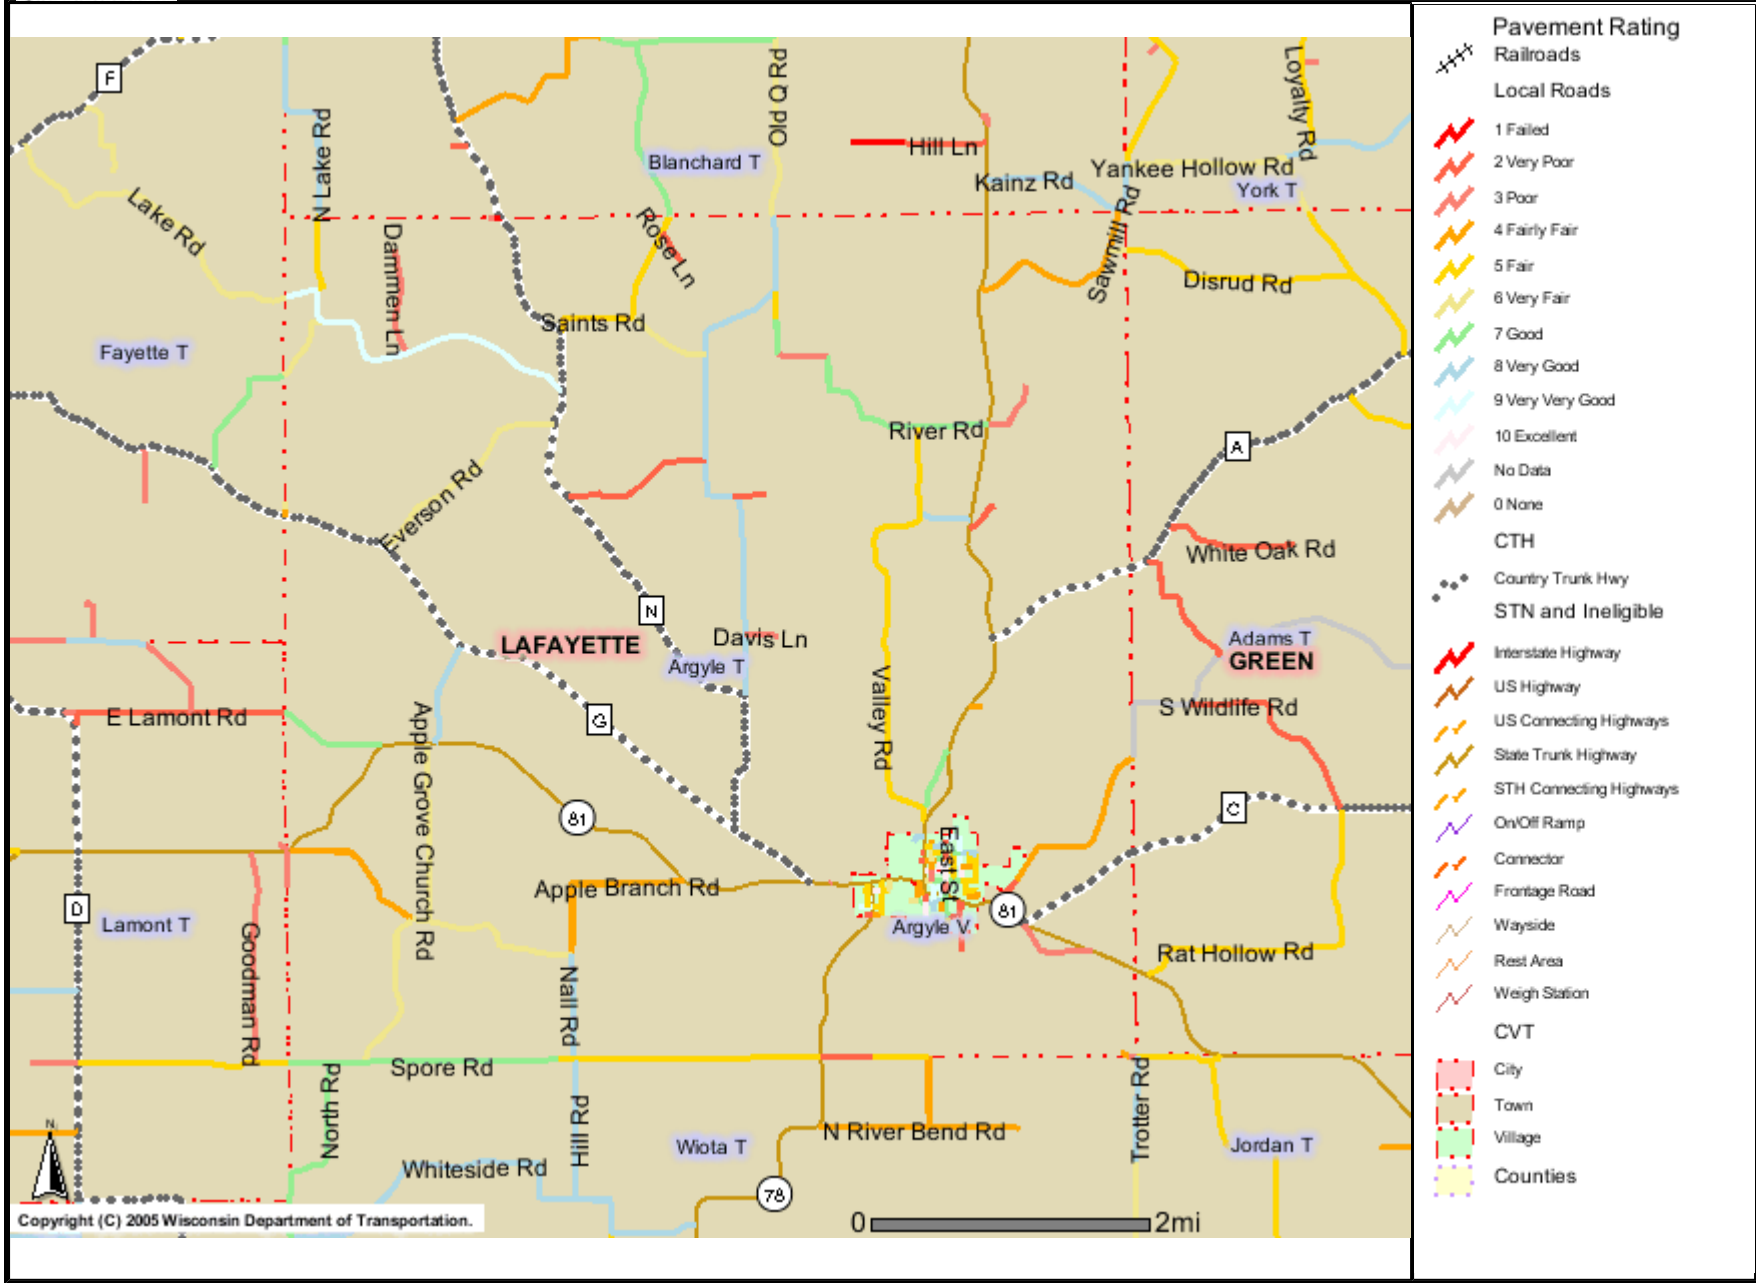 F
N Lake Rd
Old Q Rd
Loyalty Rd
Blanchard T
Hill Ln
Kainz Rd
Yankee Hollow Rd
York T
Lake Rd
Dammen Ln
Rose Ln
Sawmill Rd
Disrud Rd
Saints Rd
Fayette T
River Rd
A
Everson Rd
White Oak Rd
N
LAFAYETTE
Davis Ln
Argyle T
Adams T
GREEN
Valley Rd
E Lamont Rd
G
S Wildlife Rd
Apple Grove Church Rd
81
C
East St
Apple Branch Rd
D
Lamont T
81
Argyle V
Goodman Rd
Nall Rd
Rat Hollow Rd
Spore Rd
North Rd
Hill Rd
Trotter Rd
N River Bend Rd
Wiota T
Jordan T
Whiteside Rd
N
78
Copyright (C) 2005 Wisconsin Department of Transportation.
0 2mi
Pavement Rating
Railroads
Local Roads
1 Failed
2 Very Poor
3 Poor
4 Fairly Fair
5 Fair
6 Very Fair
7 Good
8 Very Good
9 Very Very Good
10 Excellent
No Data
0 None
CTH
Country Trunk Hwy
STN and Ineligible
Interstate Highway
US Highway
US Connecting Highways
State Trunk Highway
STH Connecting Highways
On/Off Ramp
Connector
Frontage Road
Wayside
Rest Area
Weigh Station
CVT
City
Town
Village
Counties